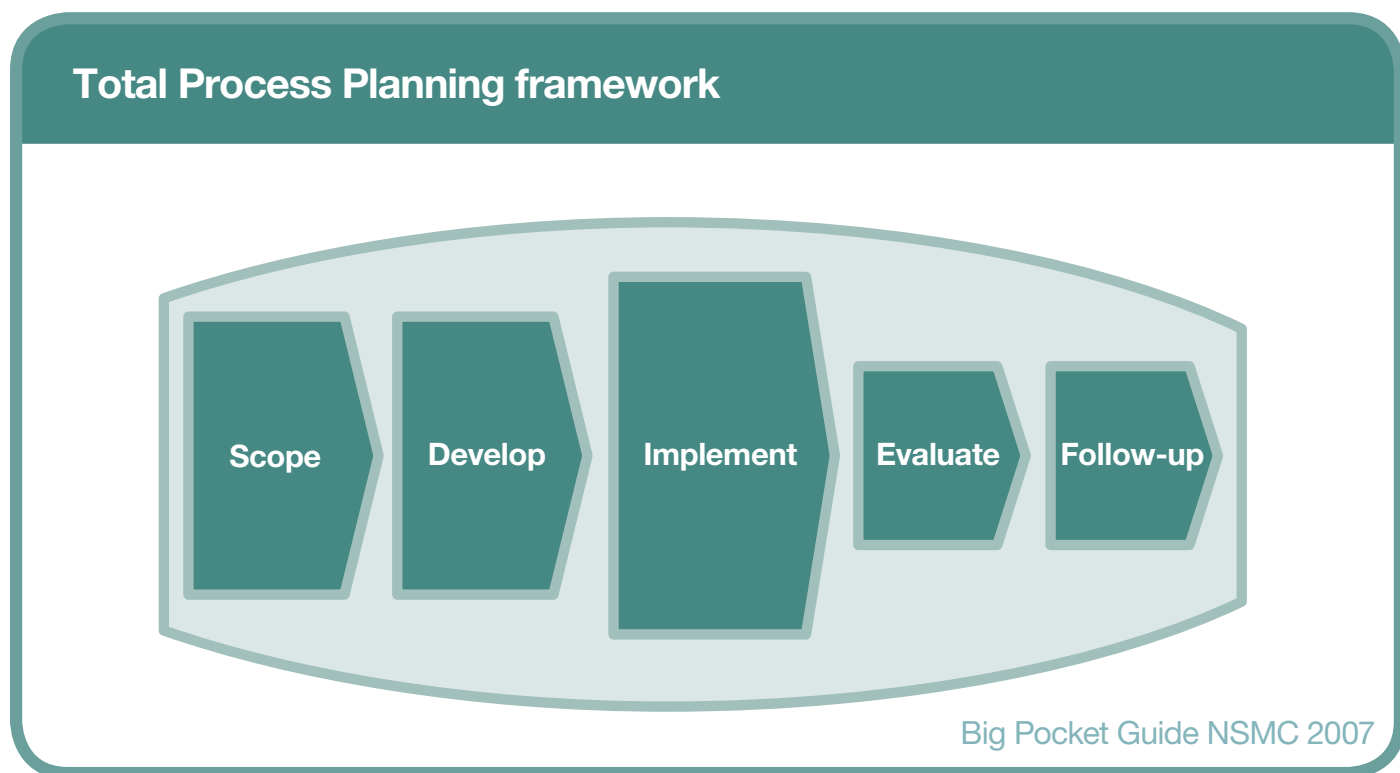 Total Process Planning framework
Scope
Develop
Implement
Evaluate
Follow-up
Big Pocket Guide NSMC 2007